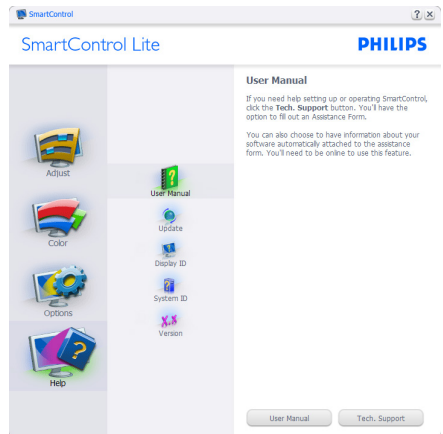 SmartControl
SmartControl Lite
PHILIPS
Adjust
Color
Options
Help
User Manual
Update
Display ID
System ID
Version
User Manual
If you need help setting up or operating SmartControl,
click the Tech. Support button. You'll have the
option to fill out an Assistance Form.
You can also choose to have information about your
software automatically attached to the assistance
form. You'll need to be online to use this feature.
User Manual
Tech. Support